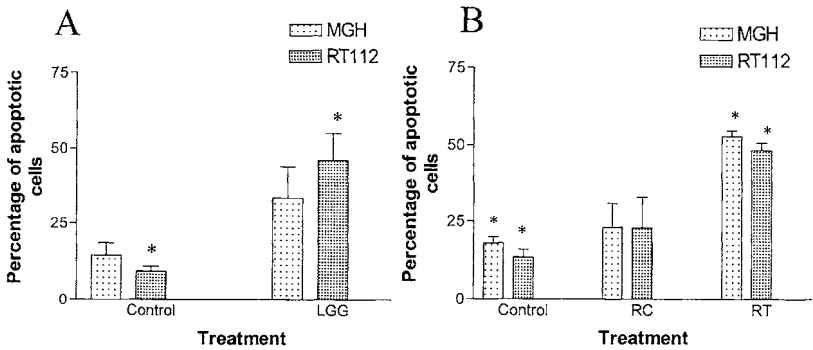 A
MGH
RT112
75
50
25
0
Percentage of apoptotic
cells
*
*
Control
LGG
Treatment
B
MGH
RT112
75
50
25
0
Percentage of apoptotic
cells
*
*
*
*
Control
RC
RT
Treatment